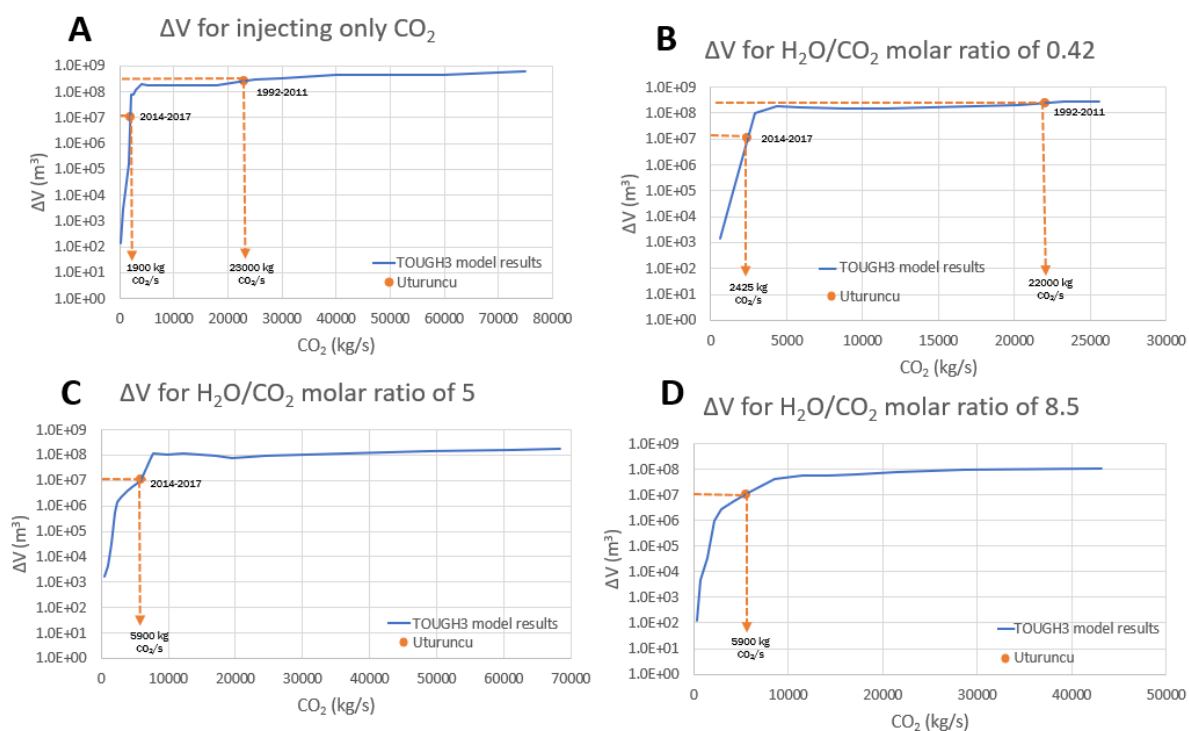 A
ΔV for injecting only CO₂
ΔV (m³)
1.0E+09
1.0E+08
1.0E+07
1.0E+06
1.0E+05
1.0E+04
1.0E+03
1.0E+02
1.0E+01
1.0E+00
2014-2017
1992-2011
1900 kg
CO₂/s
23000 kg
CO₂/s
TOUGH3 model results
Uturuncu
0 10000 20000 30000 40000 50000 60000 70000 80000
CO₂ (kg/s)
B
ΔV for H₂O/CO₂ molar ratio of 0.42
ΔV (m³)
1.0E+09
1.0E+08
1.0E+07
1.0E+06
1.0E+05
1.0E+04
1.0E+03
1.0E+02
1.0E+01
1.0E+00
2014-2017
1992-2011
2425 kg
CO₂/s
22000 kg
CO₂/s
TOUGH3 model results
Uturuncu
0 5000 10000 15000 20000 25000 30000
CO₂ (kg/s)
C
ΔV for H₂O/CO₂ molar ratio of 5
ΔV (m³)
1.0E+09
1.0E+08
1.0E+07
1.0E+06
1.0E+05
1.0E+04
1.0E+03
1.0E+02
1.0E+01
1.0E+00
2014-2017
5900 kg
CO₂/s
TOUGH3 model results
Uturuncu
0 10000 20000 30000 40000 50000 60000 70000
CO₂ (kg/s)
D
ΔV for H₂O/CO₂ molar ratio of 8.5
ΔV (m³)
1.0E+09
1.0E+08
1.0E+07
1.0E+06
1.0E+05
1.0E+04
1.0E+03
1.0E+02
1.0E+01
1.0E+00
5900 kg
CO₂/s
TOUGH3 model results
Uturuncu
0 10000 20000 30000 40000 50000
CO₂ (kg/s)